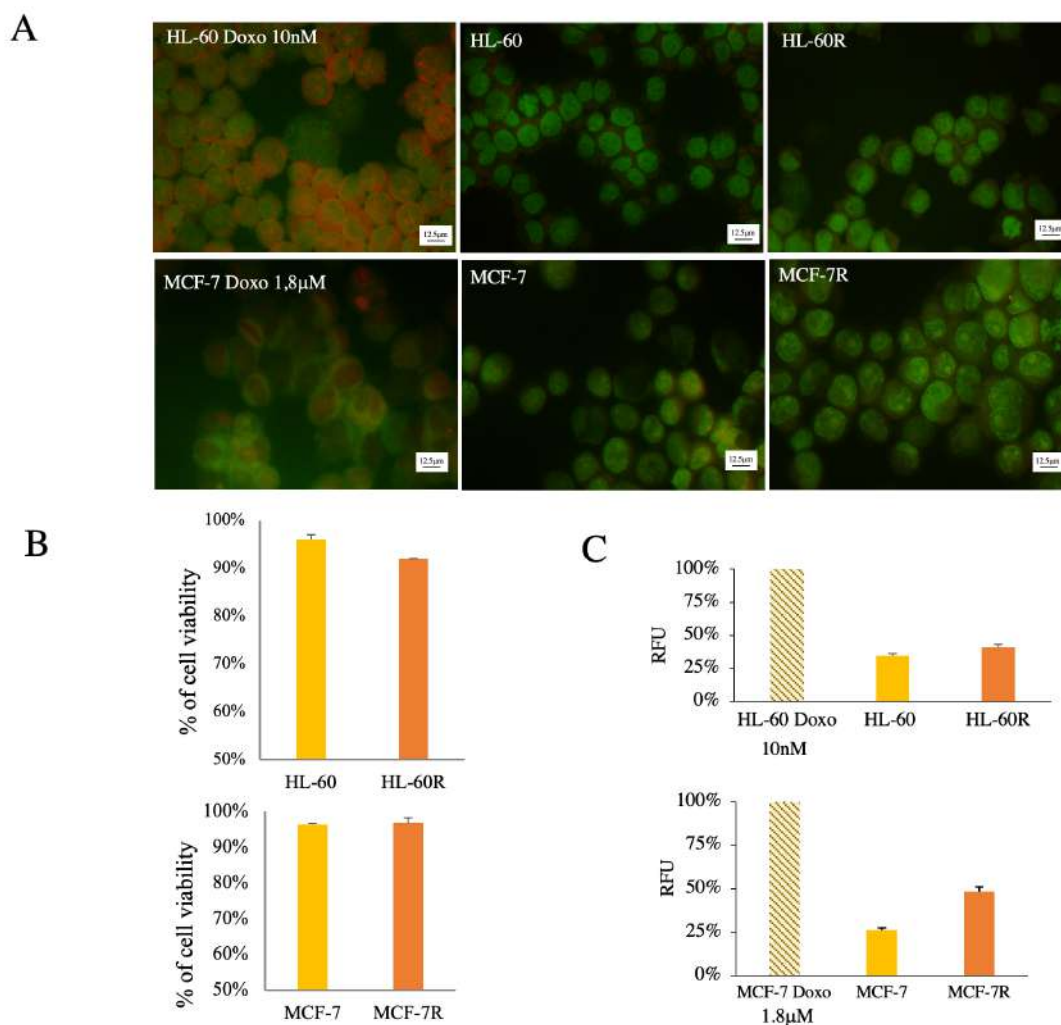 A
HL-60 Doxo 10nM
HL-60
HL-60R
12.5µm
12.5µm
12.5µm
MCF-7 Doxo 1,8µM
MCF-7
MCF-7R
12.5µm
12.5µm
12.5µm
B
100%
90%
80%
70%
60%
50%
% of cell viability
HL-60
HL-60R
100%
90%
80%
70%
60%
50%
% of cell viability
MCF-7
MCF-7R
C
100%
75%
50%
25%
0%
RFU
HL-60 Doxo
10nM
HL-60
HL-60R
100%
75%
50%
25%
0%
RFU
MCF-7 Doxo
1.8µM
MCF-7
MCF-7R